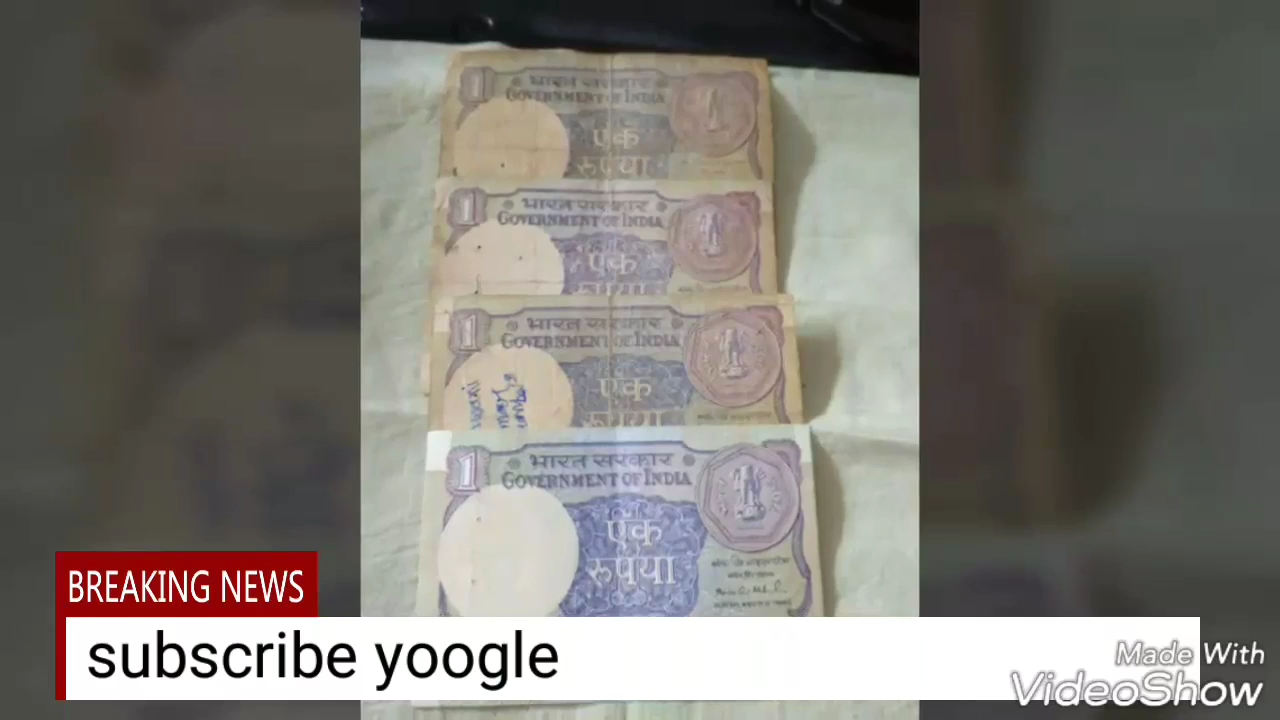 1
भारत सरकार
GOVERNMENT OF INDIA
एक
रुपया
1
भारत सरकार
GOVERNMENT OF INDIA
एक
रुपया
1
भारत सरकार
GOVERNMENT OF INDIA
एक
रुपया
1
भारत सरकार
GOVERNMENT OF INDIA
एक
रुपया
BREAKING NEWS
subscribe yoogle
Made With
VideoShow